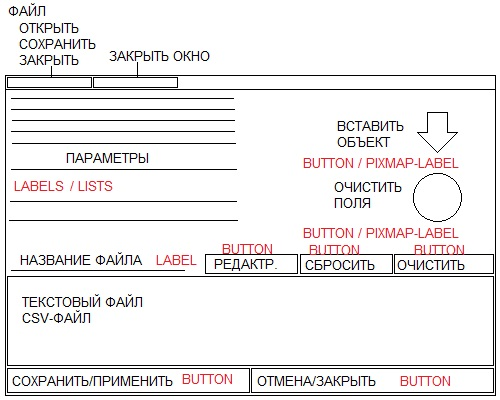 ФАЙЛ
ОТКРЫТЬ
СОХРАНИТЬ
ЗАКРЫТЬ
ЗАКРЫТЬ ОКНО
ВСТАВИТЬ
ОБЪЕКТ
ПАРАМЕТРЫ
BUTTON / PIXMAP-LABEL
LABELS / LISTS
ОЧИСТИТЬ
ПОЛЯ
BUTTON / PIXMAP-LABEL
BUTTON BUTTON BUTTON
НАЗВАНИЕ ФАЙЛА LABEL РЕДАКТР. СБРОСИТЬ ОЧИСТИТЬ
ТЕКСТОВЫЙ ФАЙЛ
CSV-ФАЙЛ
СОХРАНИТЬ/ПРИМЕНИТЬ BUTTON ОТМЕНА/ЗАКРЫТЬ BUTTON